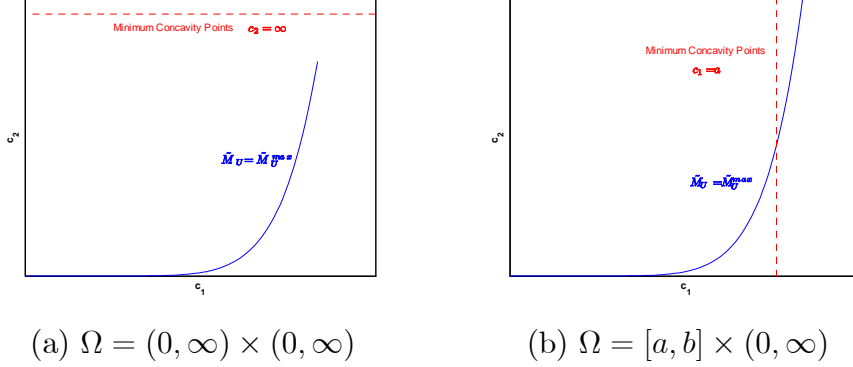 Minimum Concavity Points c₂ = ∞
M̃_U = M̃_U^max
c₂
c₁
(a) Ω = (0, ∞) × (0, ∞)
Minimum Concavity Points
c₁ = a
M̃_U = M̃_U^max
c₂
c₁
(b) Ω = [a, b] × (0, ∞)